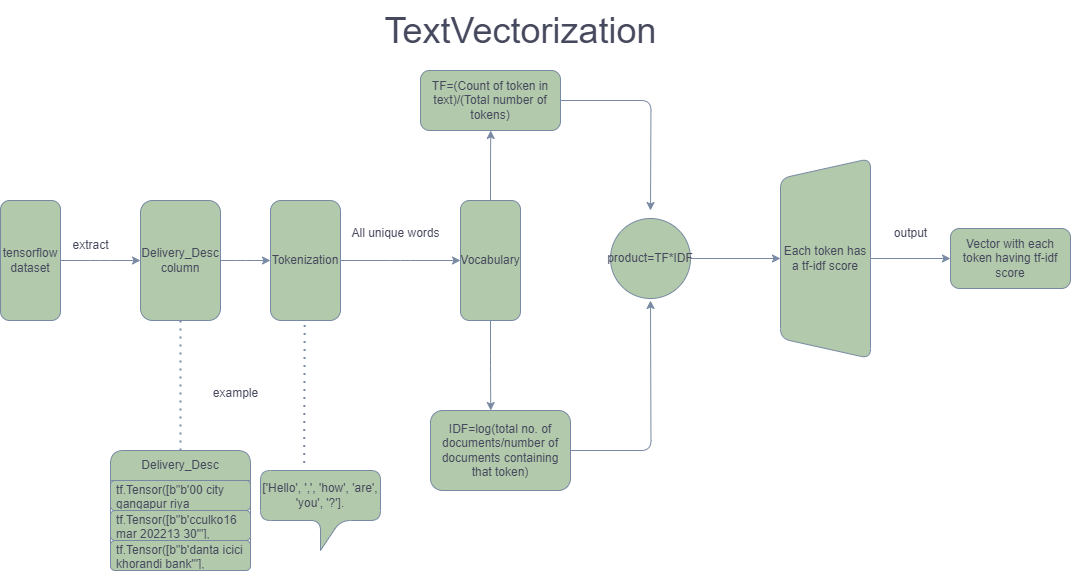 TextVectorization
TF=(Count of token in
text)/(Total number of
tokens)
tensorflow
dataset
extract
Delivery_Desc
column
Tokenization
All unique words
Vocabulary
product=TF*IDF
Each token has
a tf-idf score
output
Vector with each
token having tf-idf
score
example
IDF=log(total no. of
documents/number of
documents containing
that token)
Delivery_Desc
tf.Tensor([b"b'00 city
gangapur riya
tf.Tensor([b"b'cculko16
mar 202213 30'"],
tf.Tensor([b"b'danta icici
khorandi bank'"],
['Hello', ',', 'how', 'are',
'you', '?'].